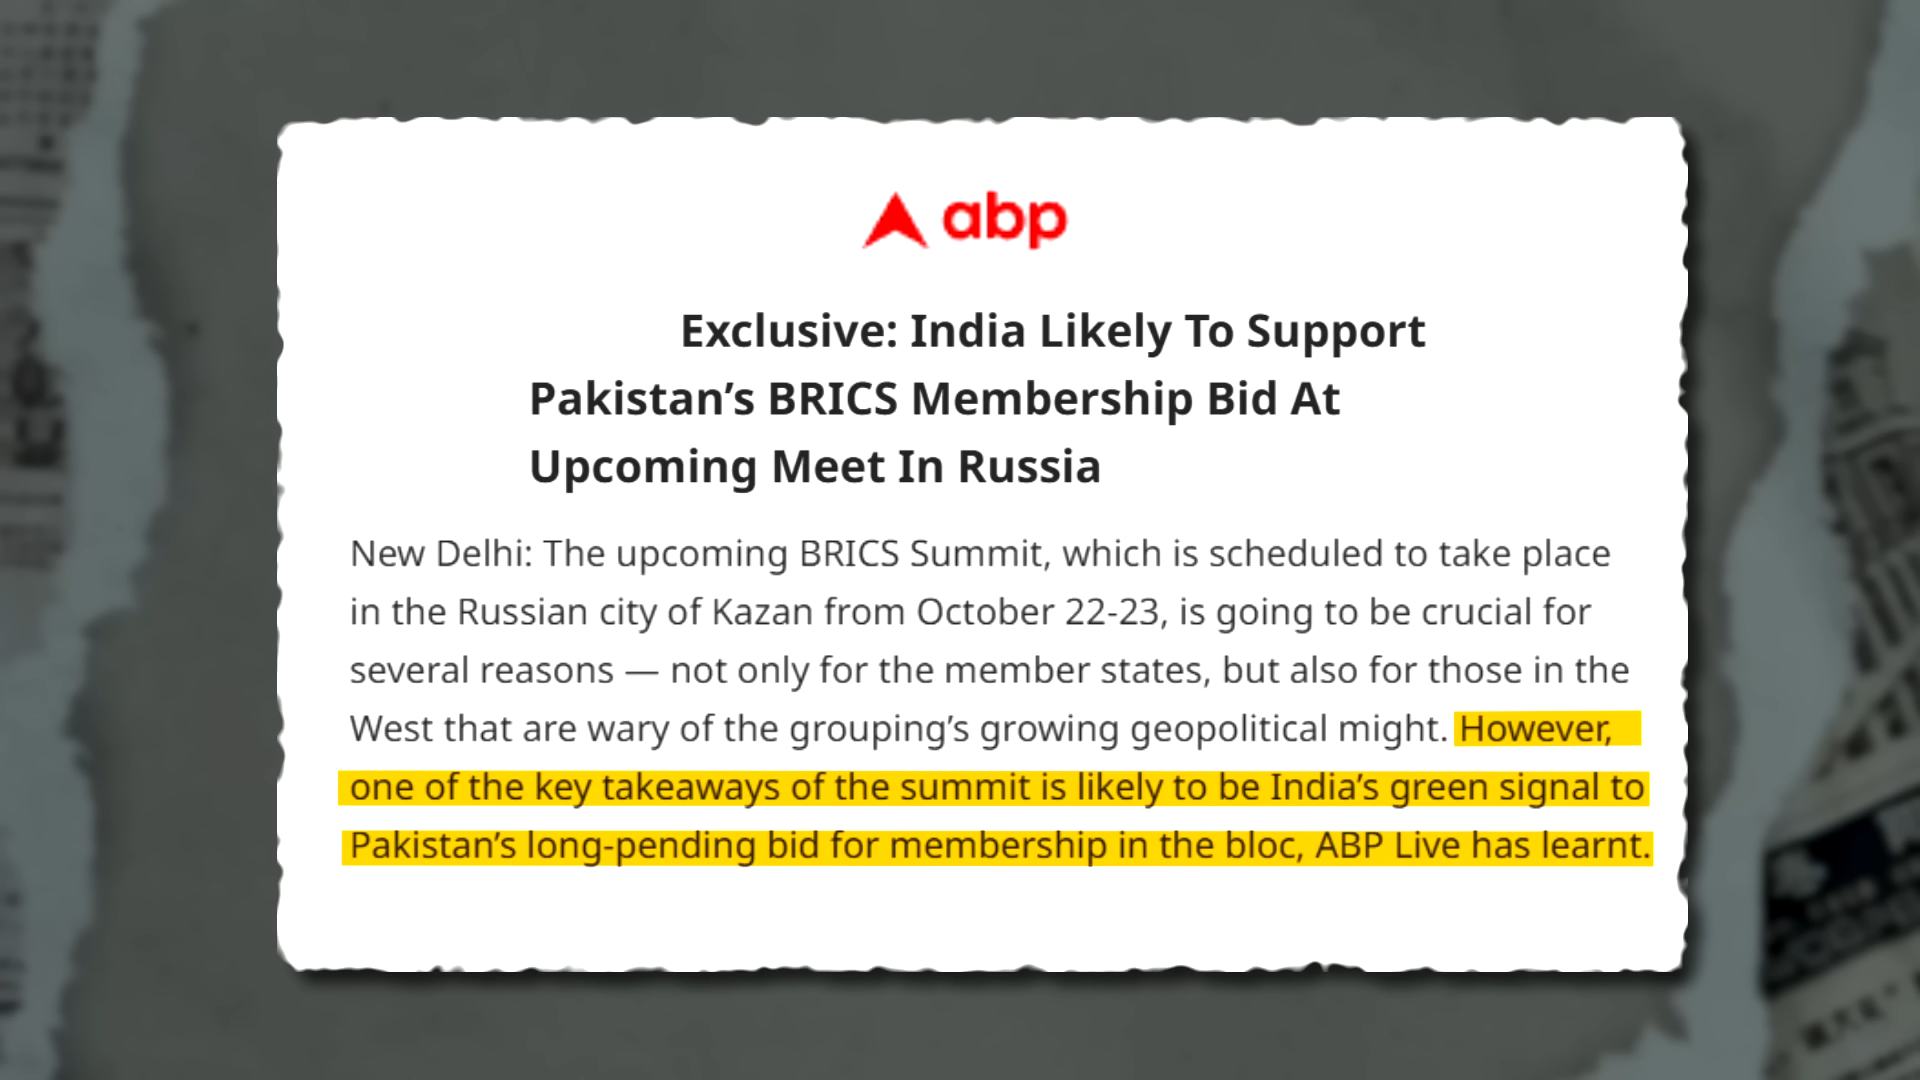 abp
Exclusive: India Likely To Support
Pakistan’s BRICS Membership Bid At
Upcoming Meet In Russia
New Delhi: The upcoming BRICS Summit, which is scheduled to take place
in the Russian city of Kazan from October 22-23, is going to be crucial for
several reasons — not only for the member states, but also for those in the
West that are wary of the grouping’s growing geopolitical might. However,
one of the key takeaways of the summit is likely to be India’s green signal to
Pakistan’s long-pending bid for membership in the bloc, ABP Live has learnt.